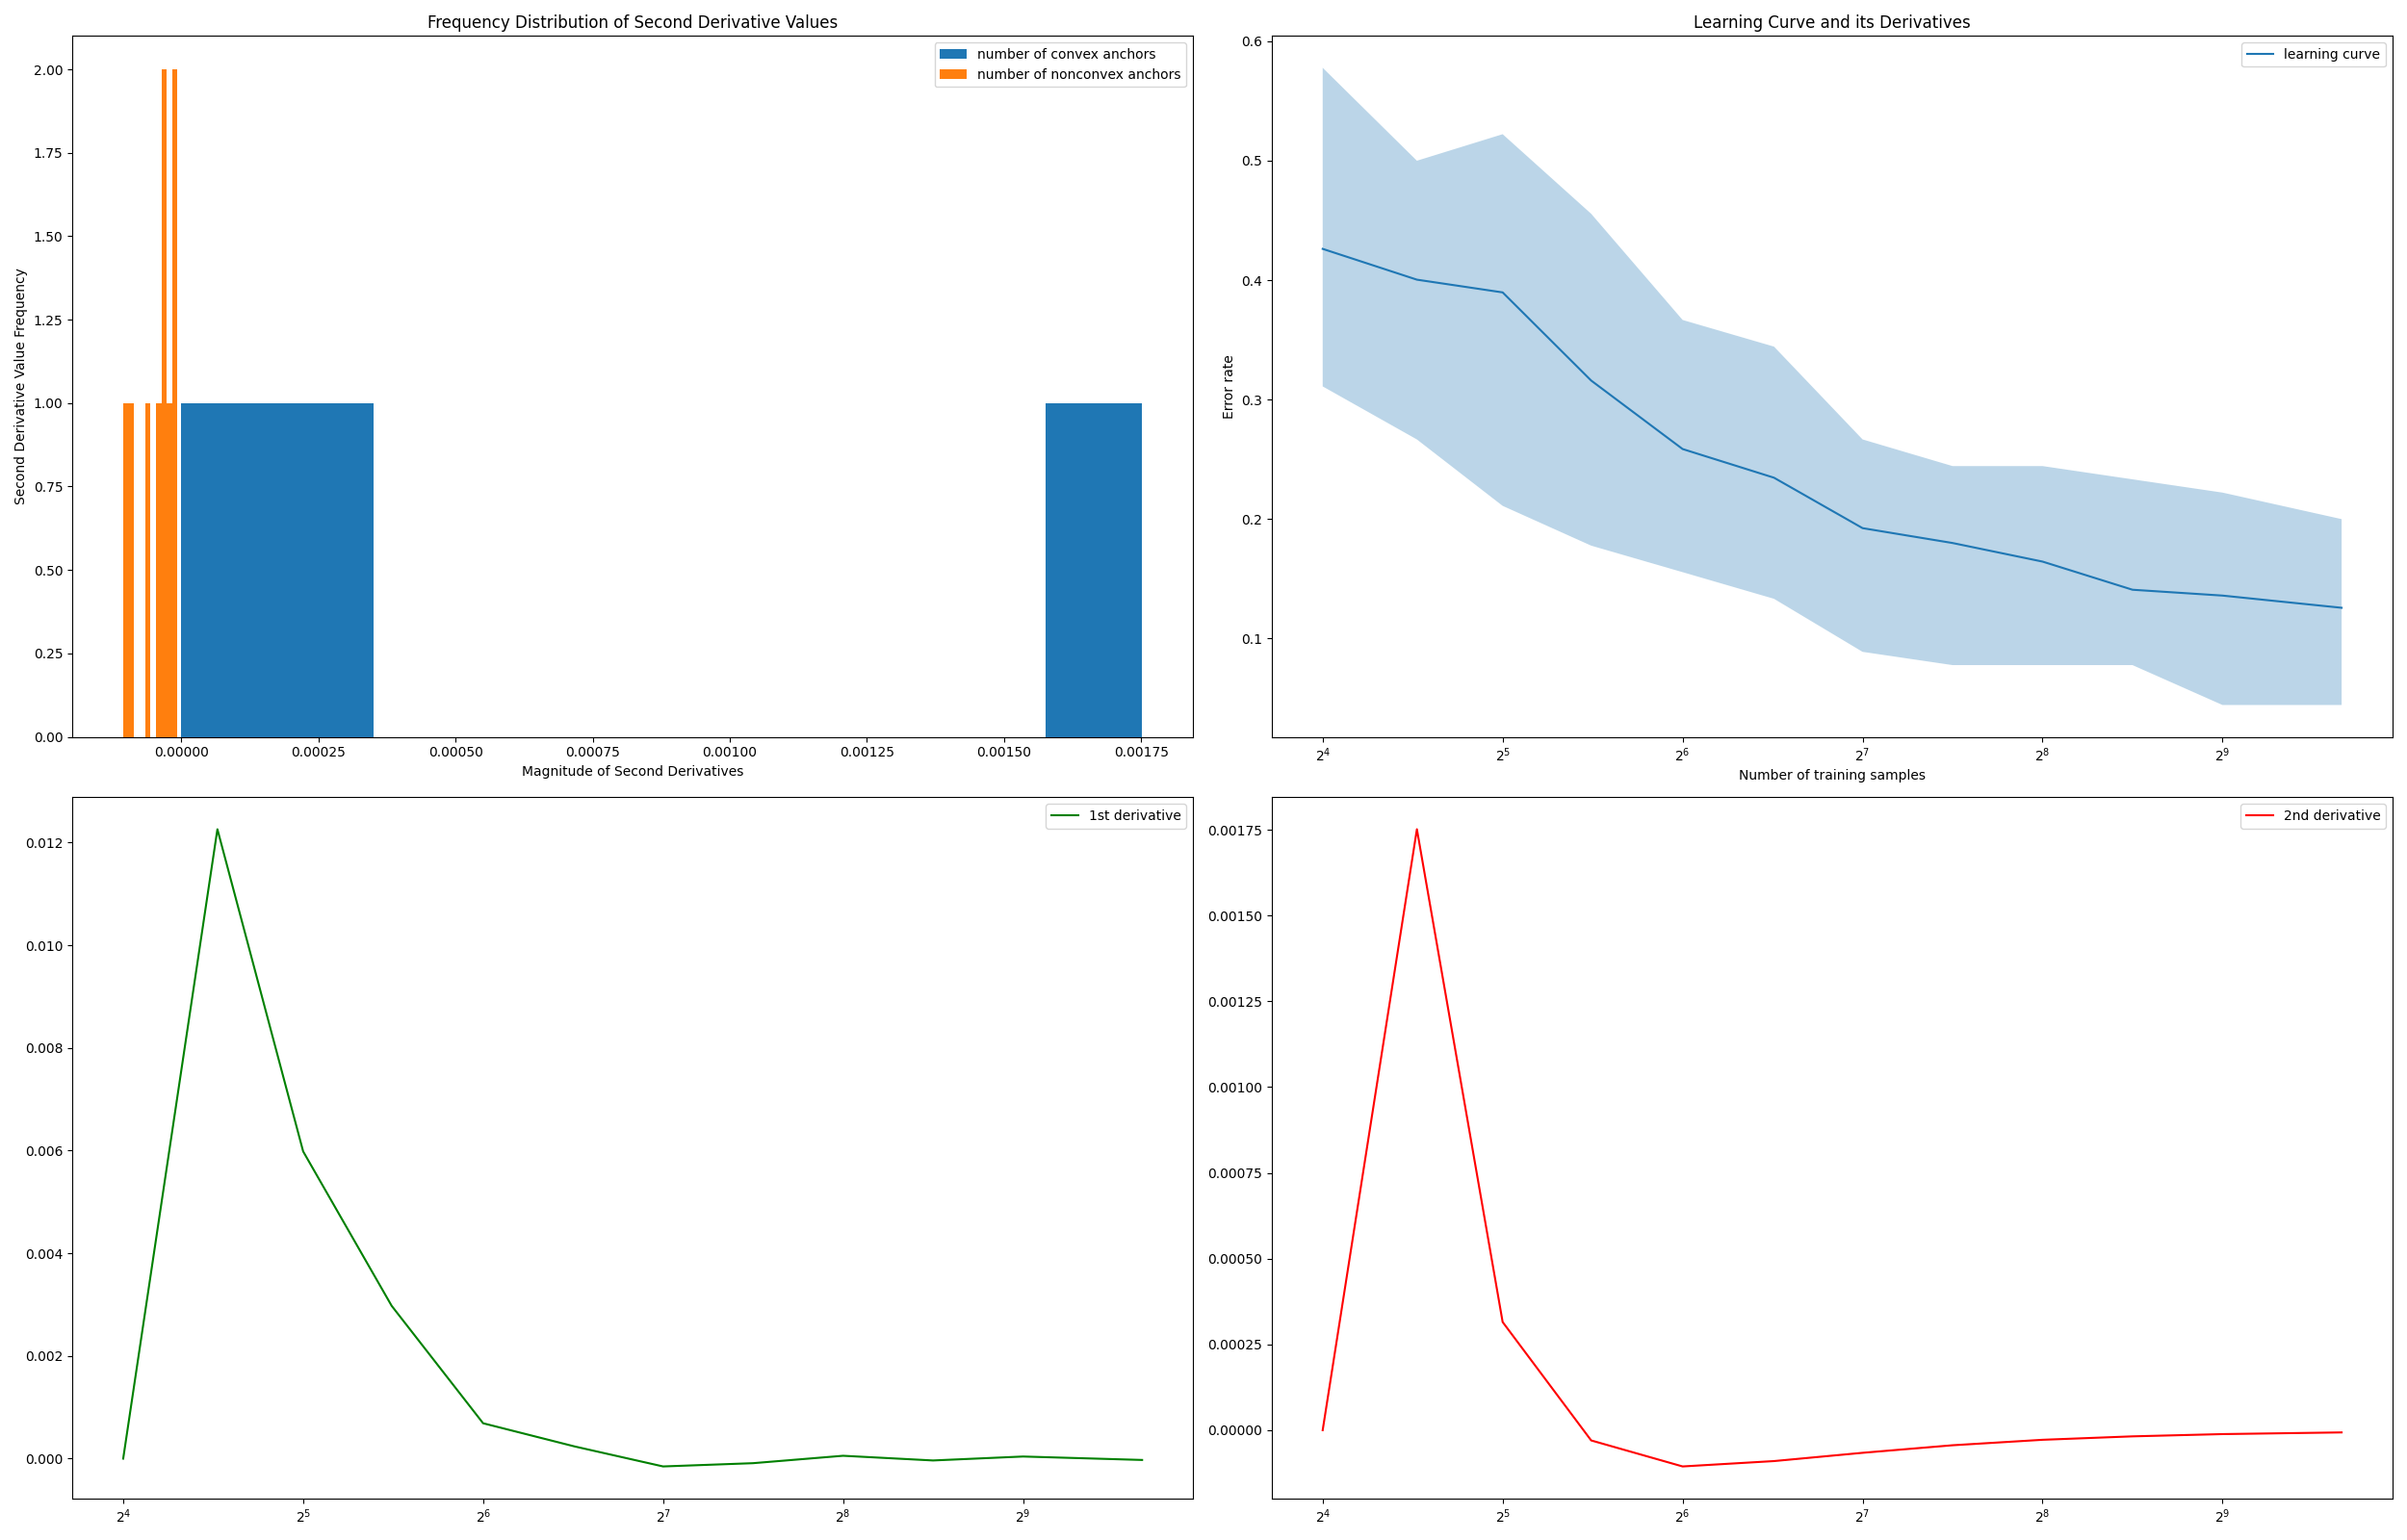 Frequency Distribution of Second Derivative Values
number of convex anchors
number of nonconvex anchors
2.00
1.75
1.50
1.25
1.00
0.75
0.50
0.25
0.00
Second Derivative Value Frequency
0.00000 0.00025 0.00050 0.00075 0.00100 0.00125 0.00150 0.00175
Magnitude of Second Derivatives
Learning Curve and its Derivatives
learning curve
0.6
0.5
0.4
0.3
0.2
0.1
Error rate
2⁴ 2⁵ 2⁶ 2⁷ 2⁸ 2⁹
Number of training samples
1st derivative
0.012
0.010
0.008
0.006
0.004
0.002
0.000
2⁴ 2⁵ 2⁶ 2⁷ 2⁸ 2⁹
2nd derivative
0.00175
0.00150
0.00125
0.00100
0.00075
0.00050
0.00025
0.00000
2⁴ 2⁵ 2⁶ 2⁷ 2⁸ 2⁹